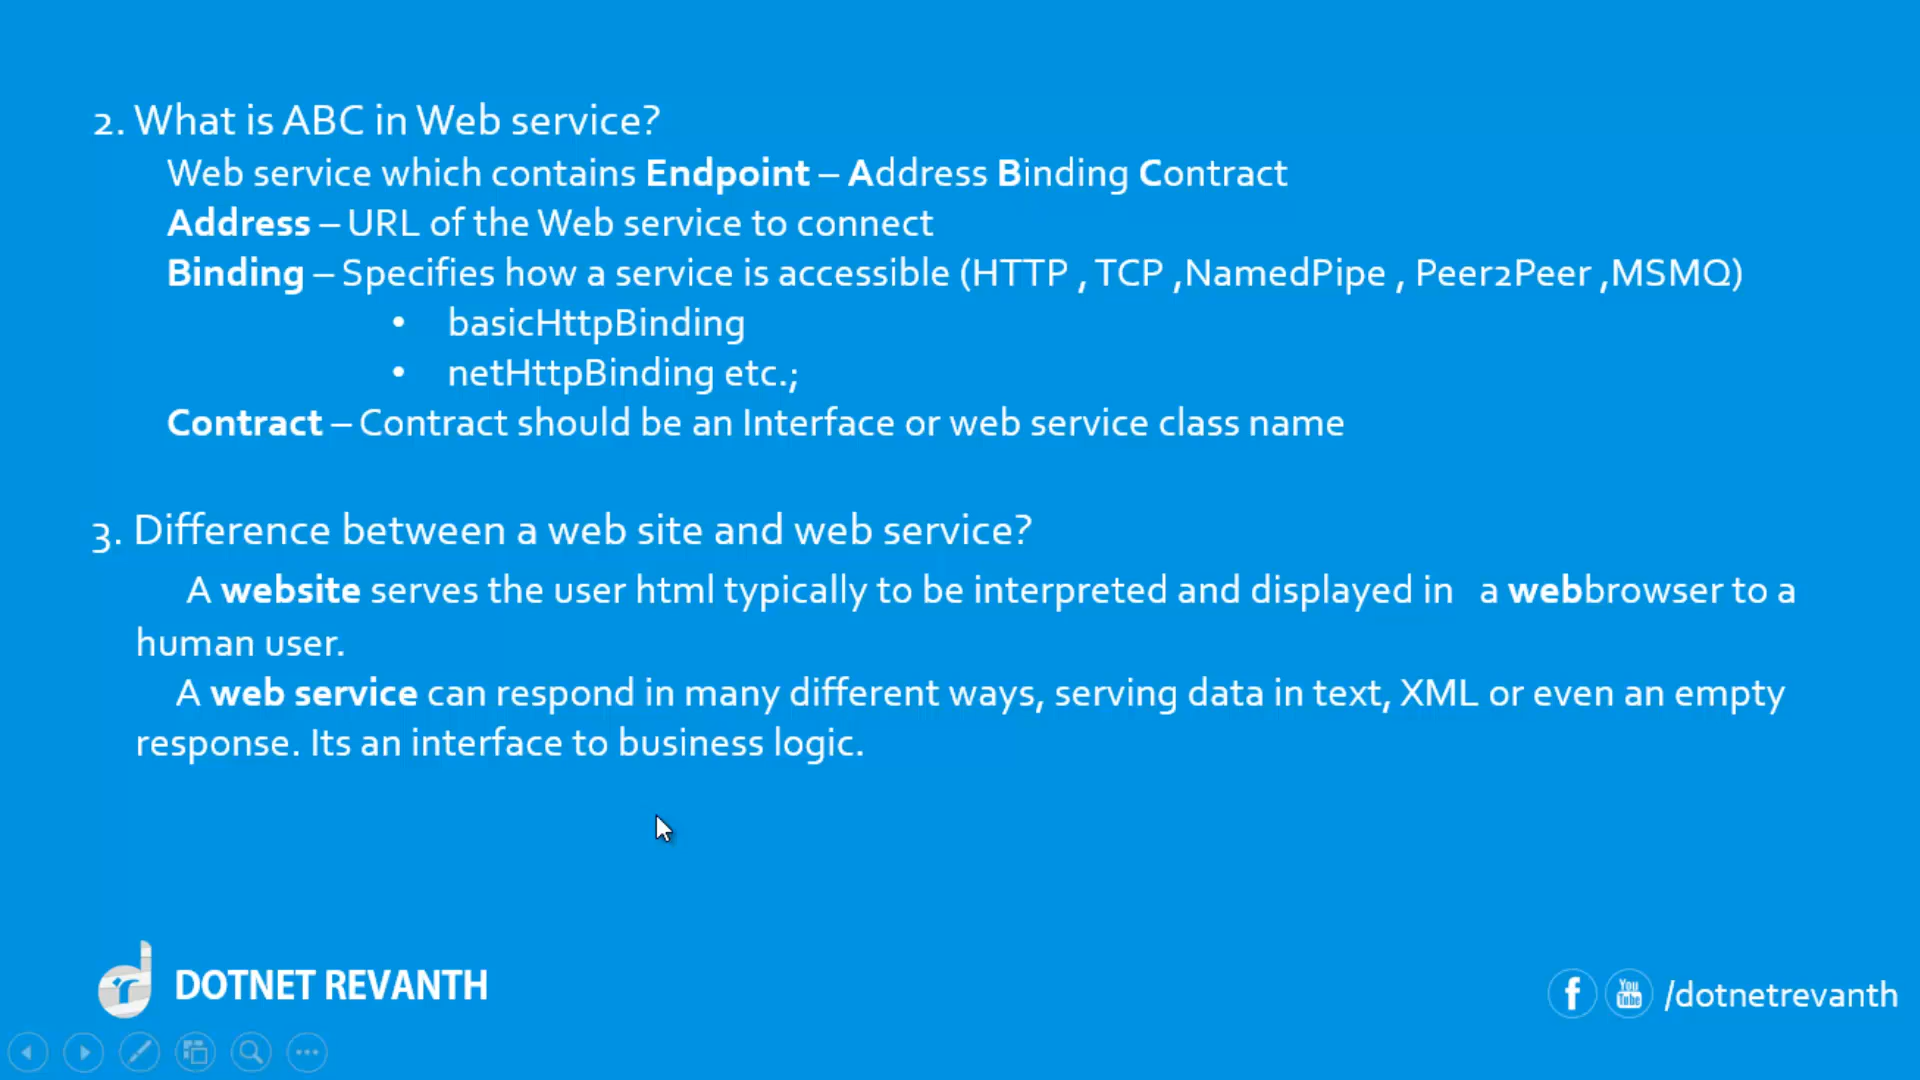 2. What is ABC in Web service?
Web service which contains Endpoint – Address Binding Contract
Address – URL of the Web service to connect
Binding – Specifies how a service is accessible (HTTP , TCP ,NamedPipe , Peer2Peer ,MSMQ)
• basicHttpBinding
• netHttpBinding etc.;
Contract – Contract should be an Interface or web service class name
3. Difference between a web site and web service?
A website serves the user html typically to be interpreted and displayed in a webbrowser to a
human user.
A web service can respond in many different ways, serving data in text, XML or even an empty
response. Its an interface to business logic.
DOTNET REVANTH
f You Tube /dotnetrevanth